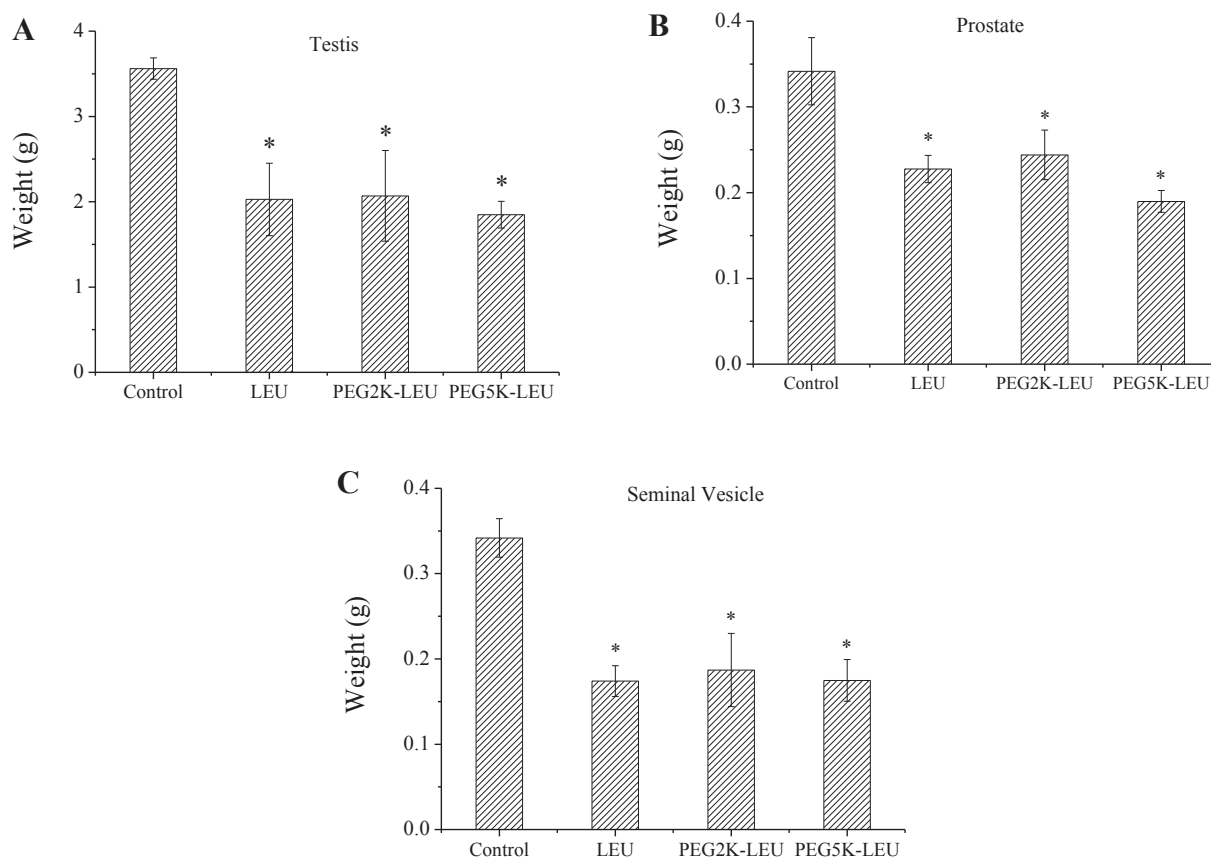 A
Testis
Weight (g)
4
3
2
1
0
*
*
*
Control LEU PEG2K-LEU PEG5K-LEU
B
Prostate
Weight (g)
0.4
0.3
0.2
0.1
0.0
*
*
*
Control LEU PEG2K-LEU PEG5K-LEU
C
Seminal Vesicle
Weight (g)
0.4
0.3
0.2
0.1
0.0
*
*
*
Control LEU PEG2K-LEU PEG5K-LEU